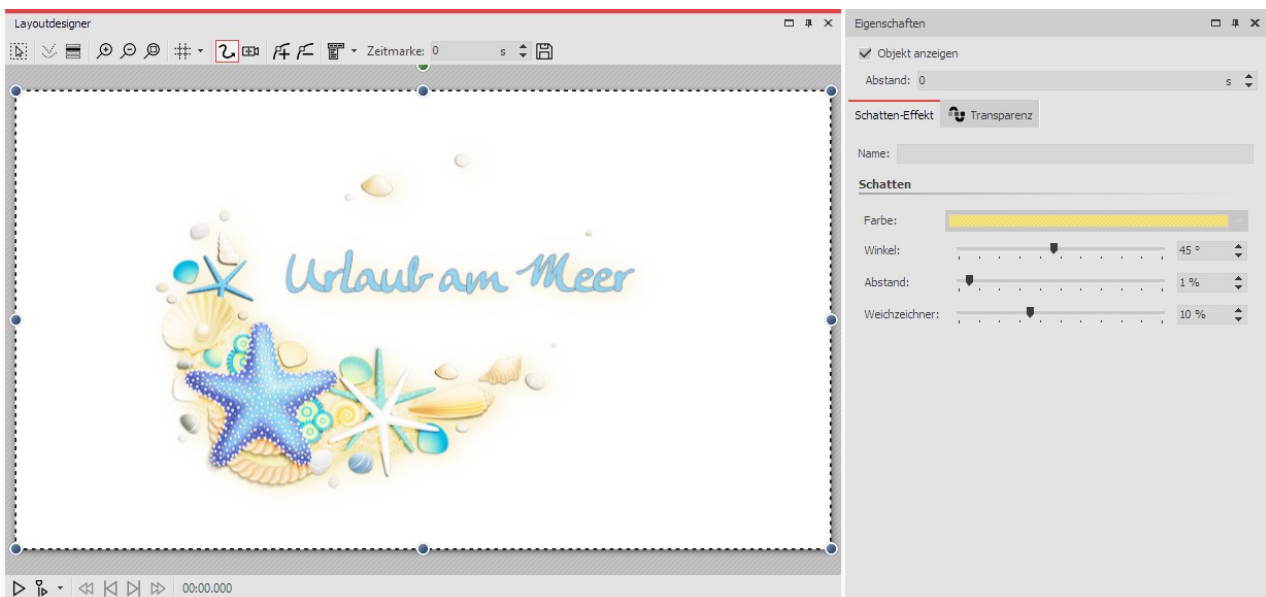 Layoutdesigner
Zeitmarke: 0 s
Urlaub am Meer
00:00.000
Eigenschaften
Objekt anzeigen
Abstand: 0 s
Schatten-Effekt Transparenz
Name:
Schatten
Farbe:
Winkel: 45 °
Abstand: 1 %
Weichzeichner: 10 %